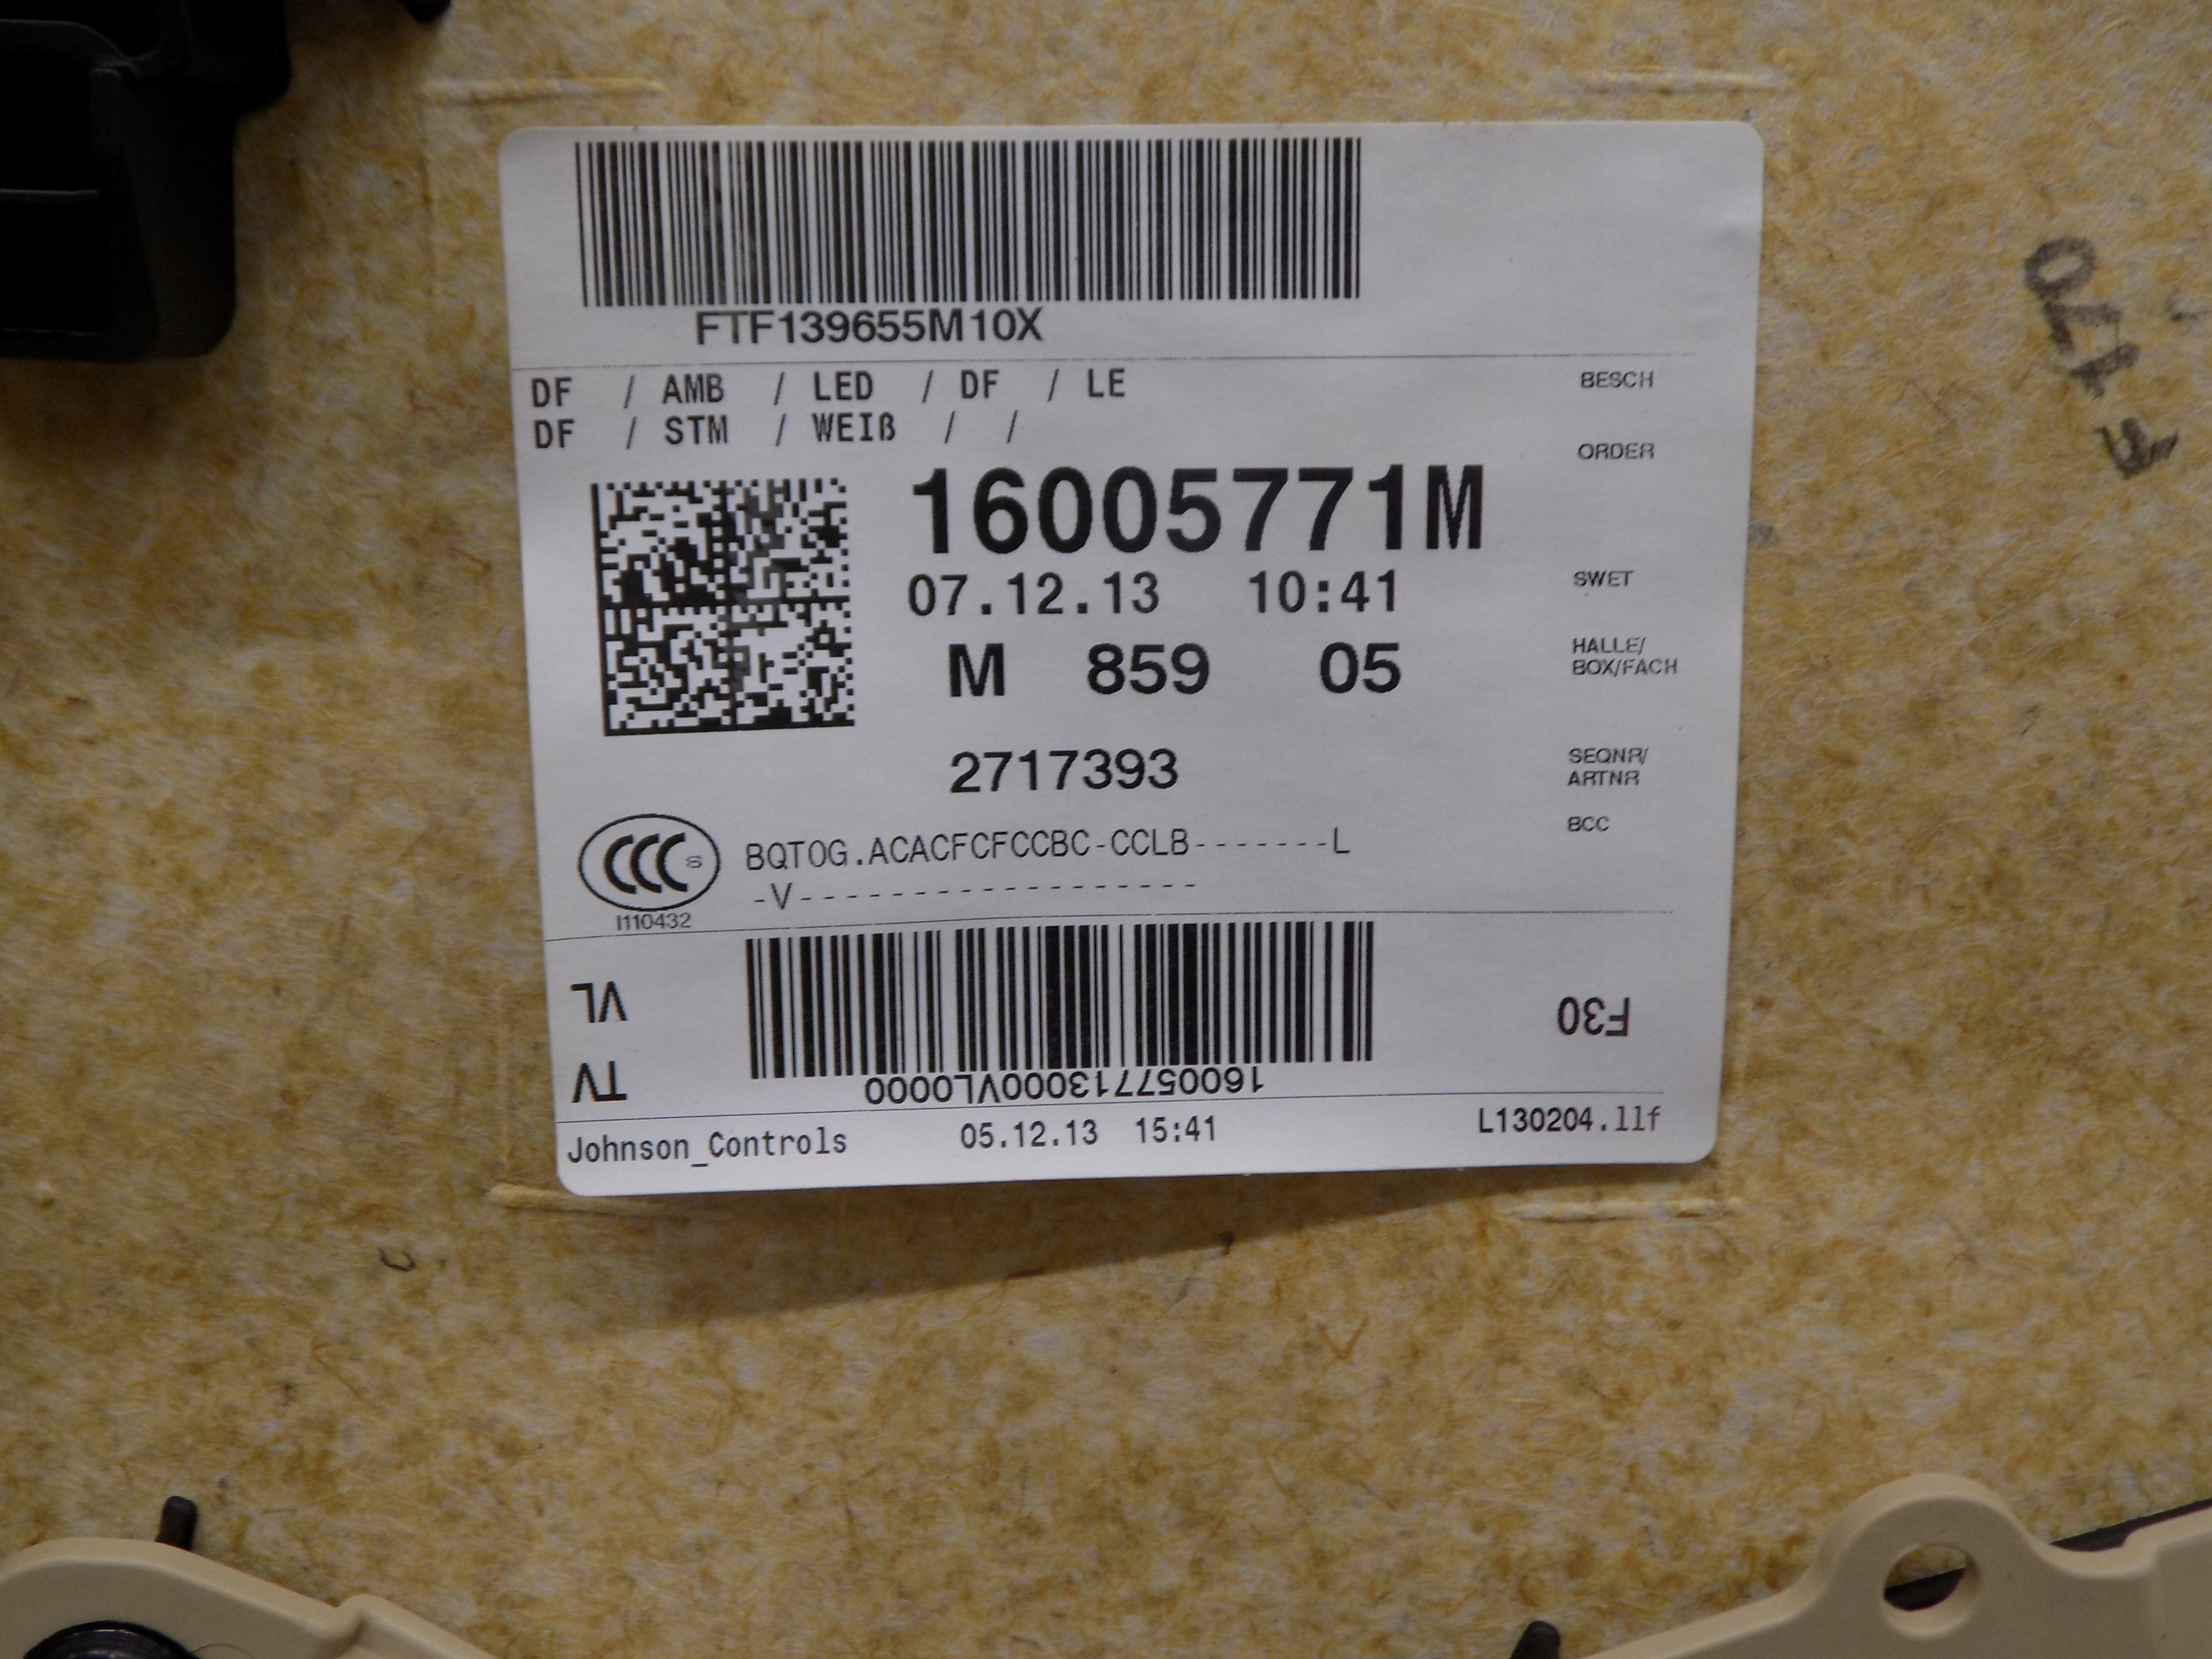 FTF139655M10X
DF / AMB / LED / DF / LE
BESCH
DF / STM / WEIß / /
ORDER
16005771M
07.12.13 10:41
SWET
M 859 05
HALLE/
BOX/FACH
2717393
SEQNR/
ARTNR
BCC
CCC S
I110432
BQTOG.ACACFCFCCBC-CCLB-------L
-V------------------
VL
F30
TV
160057713000VL0000
Johnson_Controls 05.12.13 15:41 L130204.llf